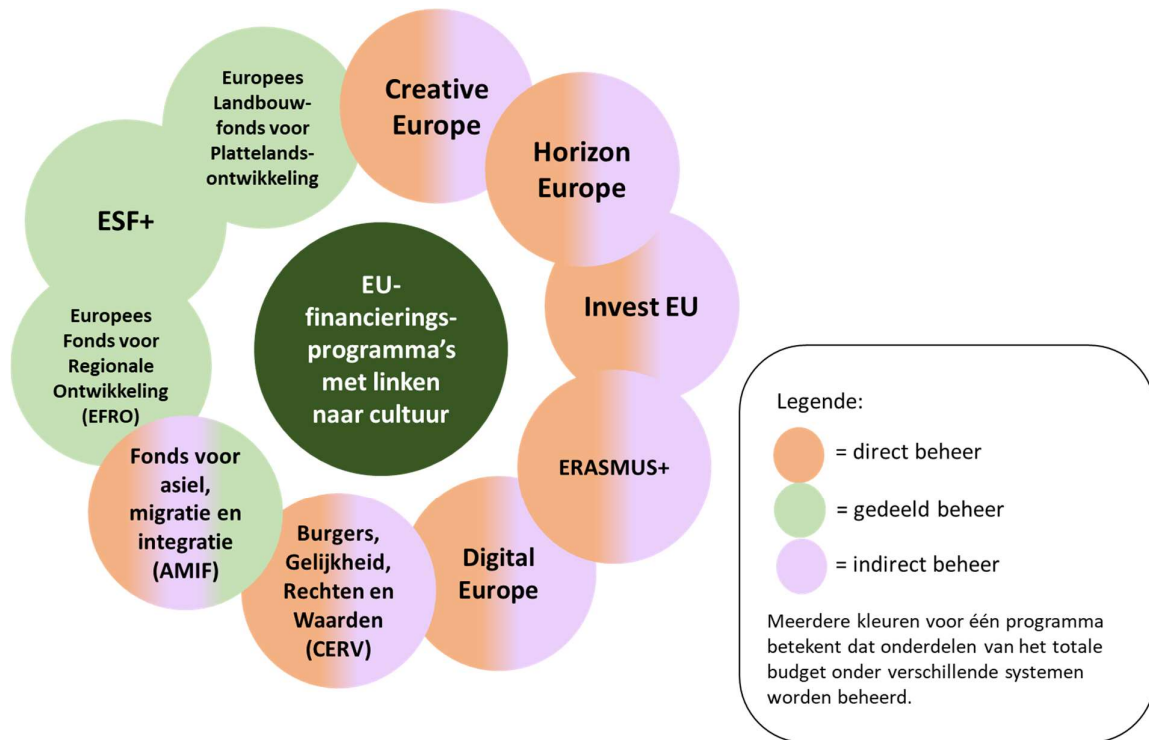 Creative
Europe
Horizon
Europe
Invest EU
ERASMUS+
Digital
Europe
Burgers,
Gelijkheid,
Rechten en
Waarden
(CERV)
Fonds voor
asiel,
migratie en
integratie
(AMIF)
Europees
Fonds voor
Regionale
Ontwikkeling
(EFRO)
ESF+
Europees
Landbouw-
fonds voor
Plattelands-
ontwikkeling
EU-
financierings-
programma's
met linken
naar cultuur
Legende:
= direct beheer
= gedeeld beheer
= indirect beheer
Meerdere kleuren voor één programma
betekent dat onderdelen van het totale
budget onder verschillende systemen
worden beheerd.